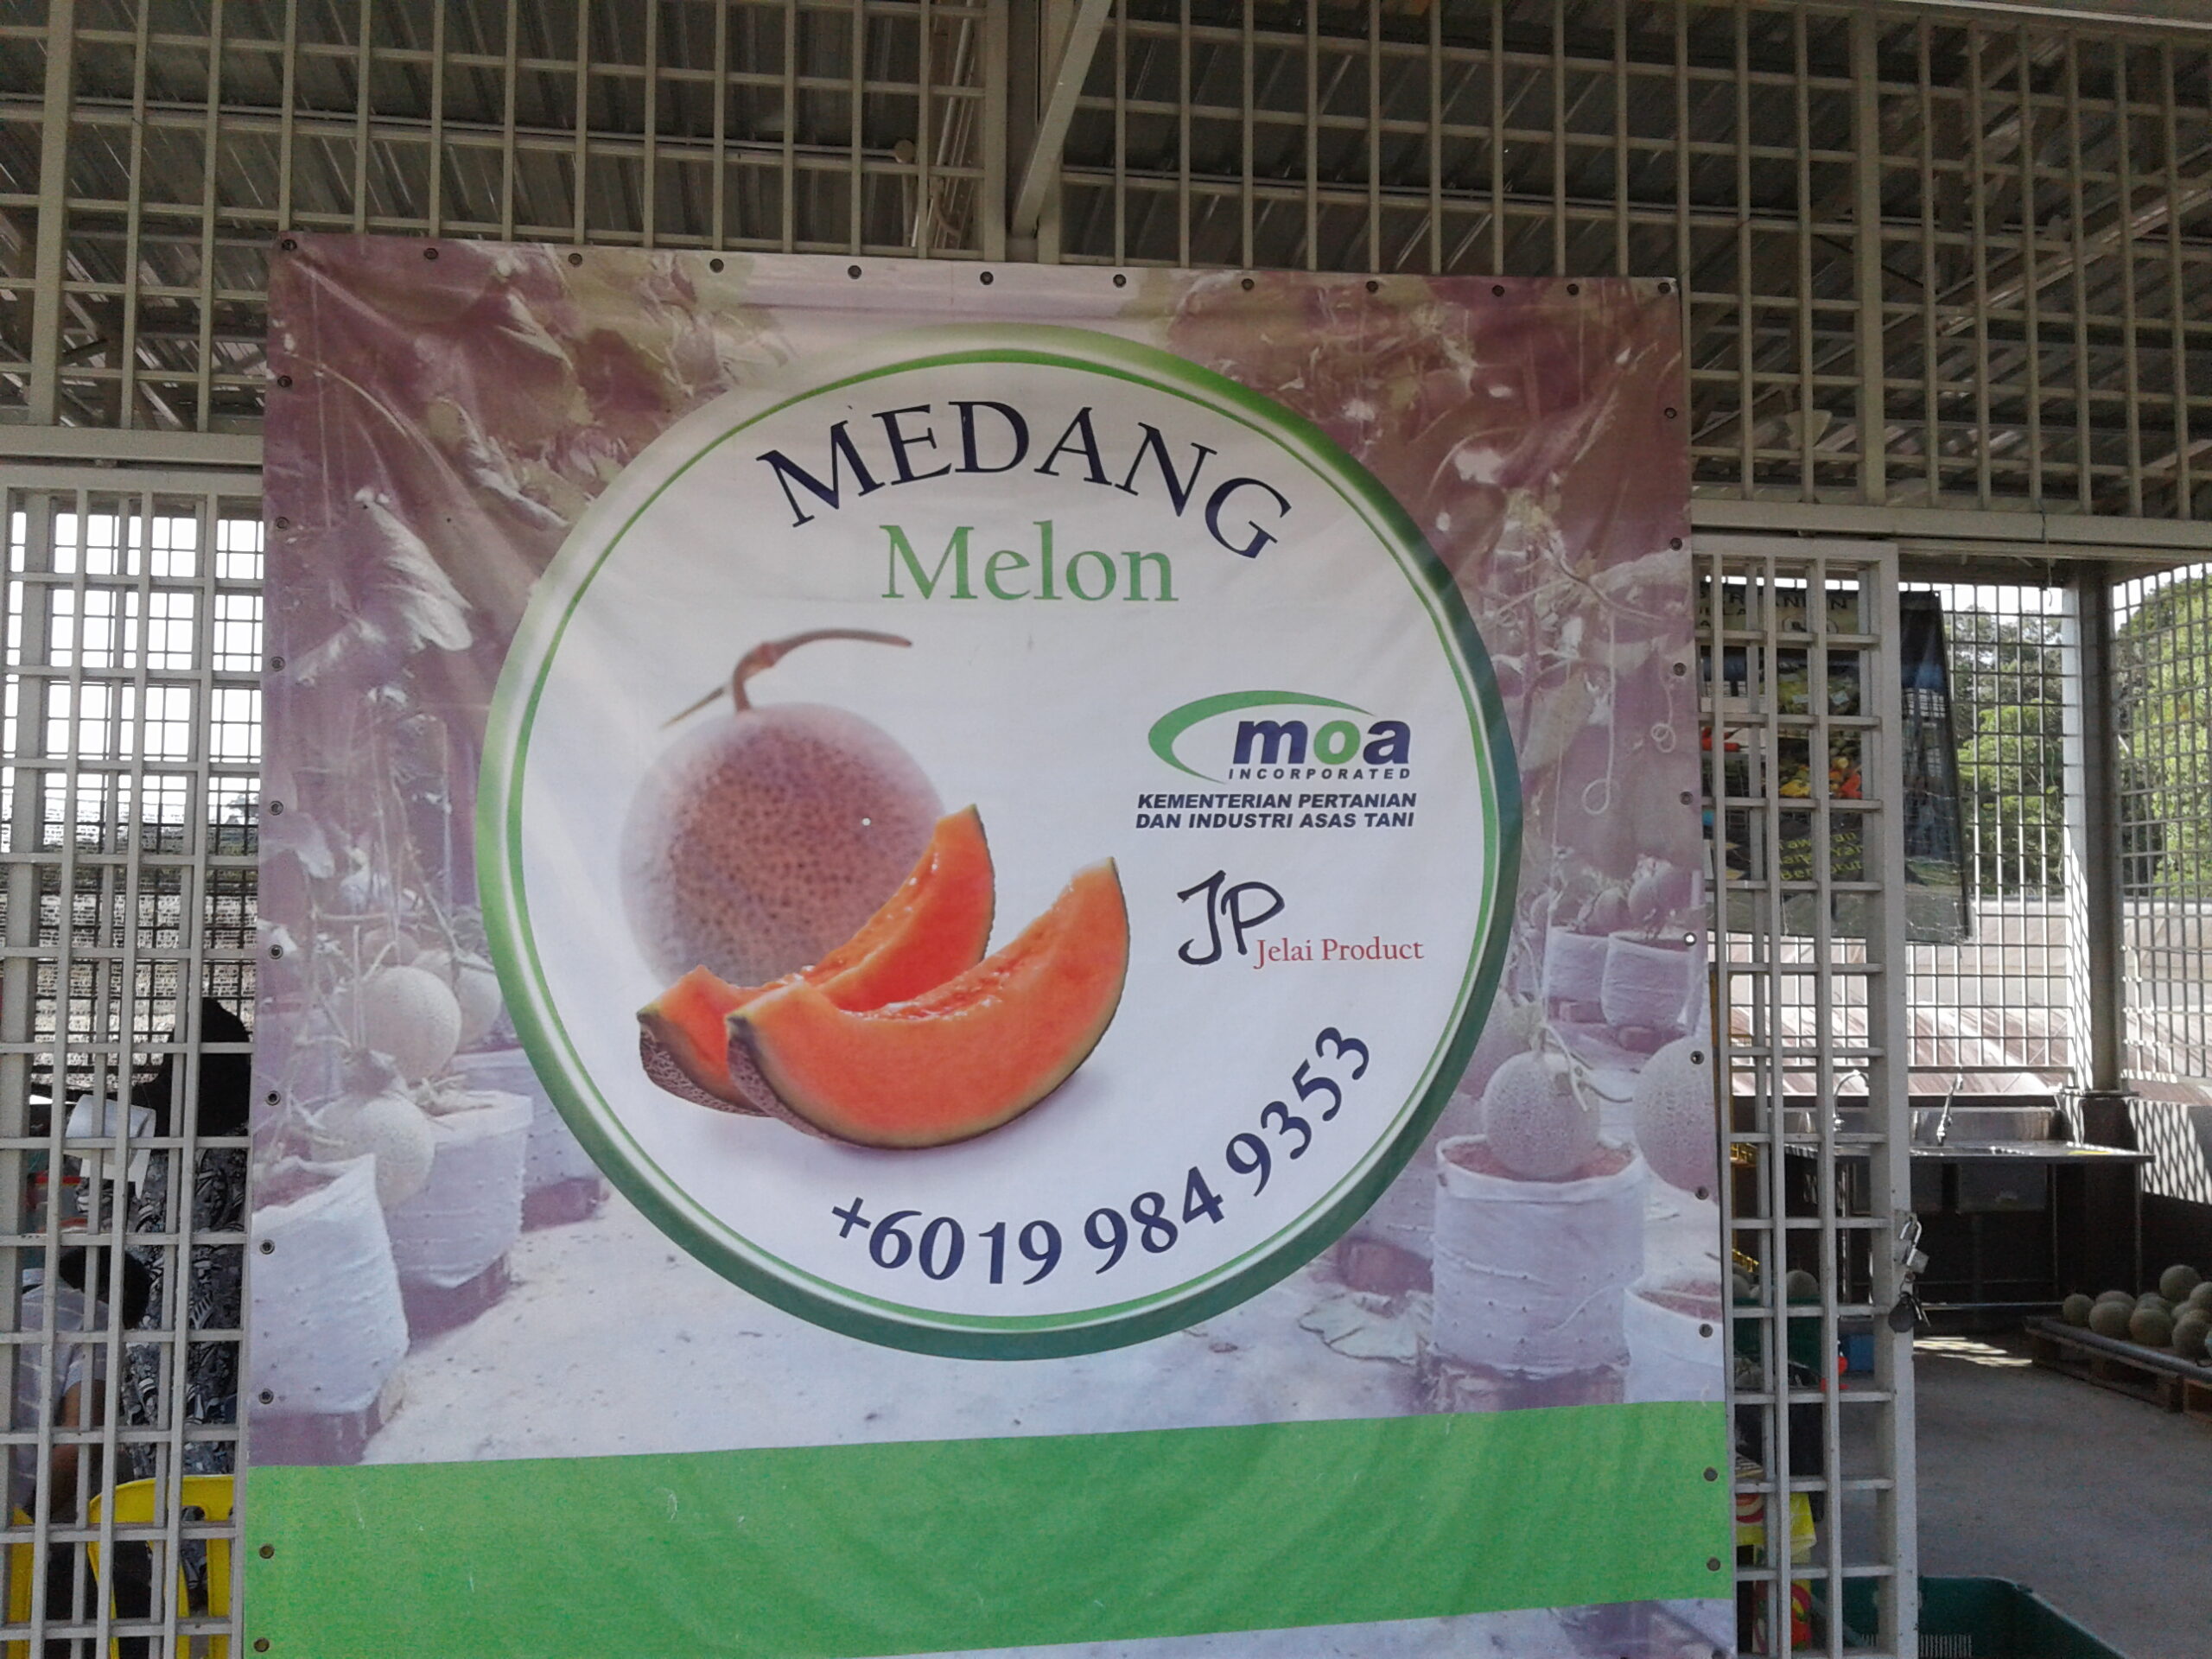 MEDANG
Melon
moa
INCORPORATED
KEMENTERIAN PERTANIAN
DAN INDUSTRI ASAS TANI
JP
Jelai Product
+6019 984 9353